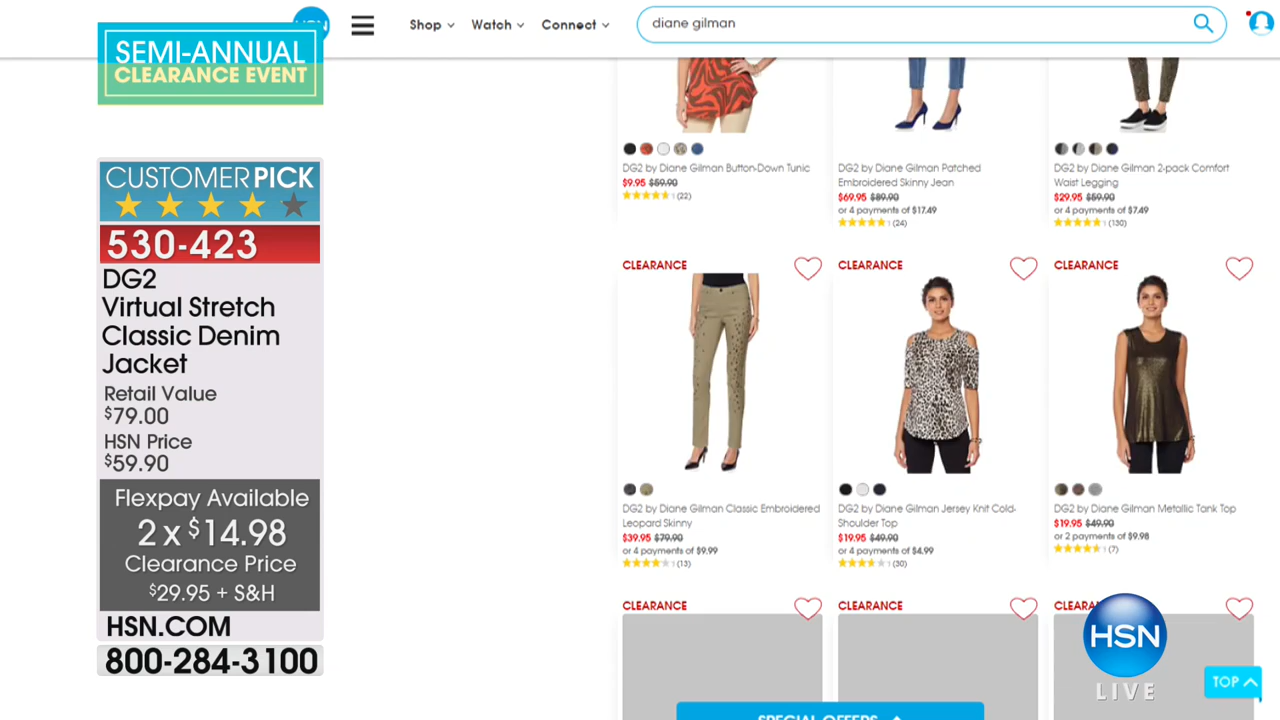 HSN
Shop
Watch
Connect
diane gilman
SEMI-ANNUAL
CLEARANCE EVENT
CUSTOMER PICK
530-423
DG2
Virtual Stretch
Classic Denim
Jacket
Retail Value
$79.00
HSN Price
$59.90
Flexpay Available
2 x $14.98
Clearance Price
$29.95 + S&H
HSN.COM
800-284-3100
DG2 by Diane Gilman Button-Down Tunic
$9.95 $59.90
(22)
DG2 by Diane Gilman Patched
Embroidered Skinny Jean
$69.95 $89.90
or 4 payments of $17.49
(24)
DG2 by Diane Gilman 2-pack Comfort
Waist Legging
$29.95 $59.90
or 4 payments of $7.49
(130)
CLEARANCE
DG2 by Diane Gilman Classic Embroidered
Leopard Skinny
$39.95 $79.90
or 4 payments of $9.99
(13)
CLEARANCE
DG2 by Diane Gilman Jersey Knit Cold-
Shoulder Top
$19.95 $49.90
or 4 payments of $4.99
(30)
CLEARANCE
DG2 by Diane Gilman Metallic Tank Top
$19.95 $49.90
or 2 payments of $9.98
(7)
CLEARANCE
CLEARANCE
CLEARA
HSN
LIVE
TOP
SPECIAL OFFERS